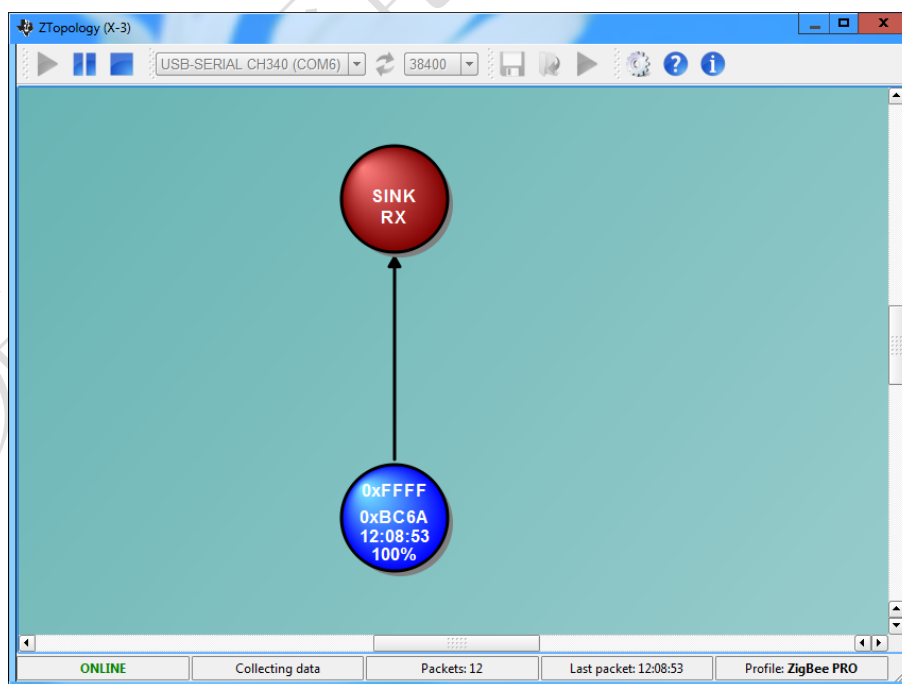 ZTopology (X-3)
USB-SERIAL CH340 (COM6) 38400
SINK
RX
0xFFFF
0xBC6A
12:08:53
100%
ONLINE Collecting data Packets: 12 Last packet: 12:08:53 Profile: ZigBee PRO